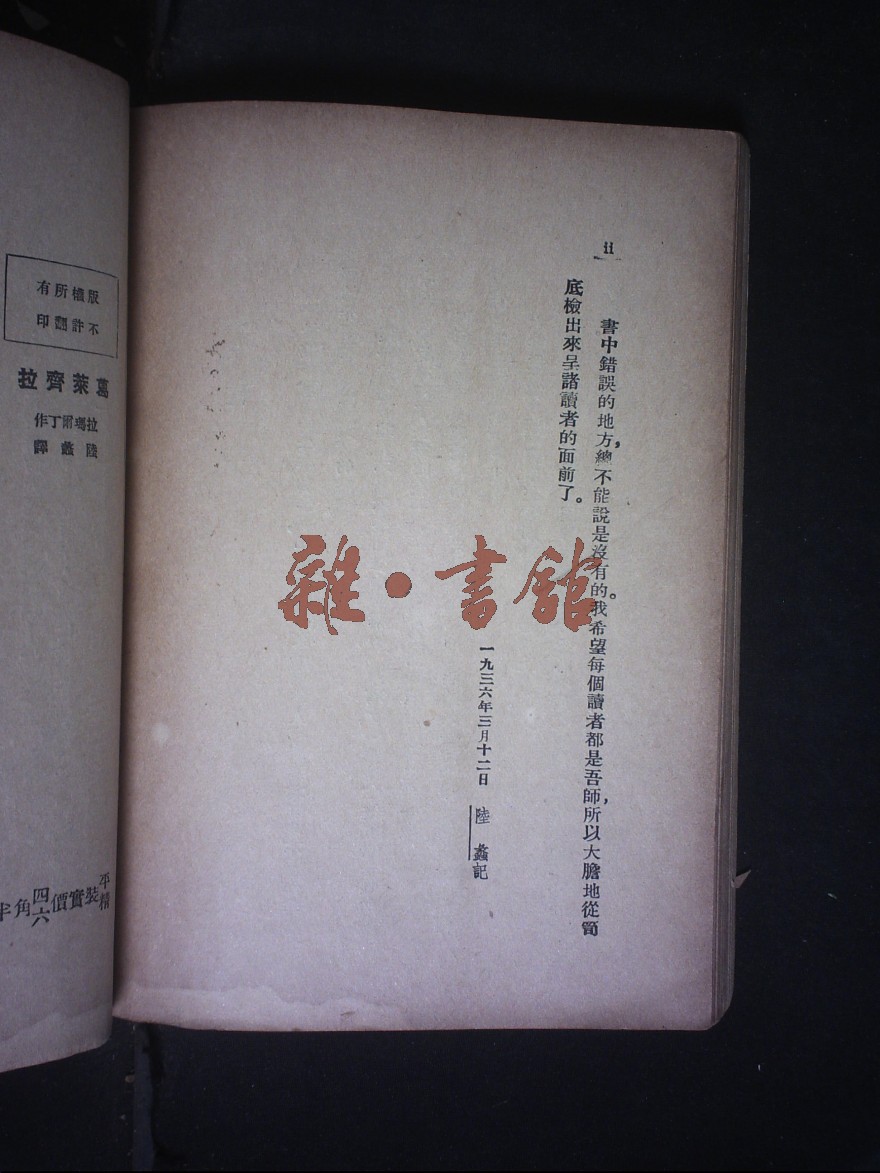 ii
書中錯誤的地方,總不能說是沒有的。我希望每個讀者都是吾師,所以大膽地從笥
底檢出來呈諸讀者的面前了。
一九三六年三月十二日 陸 蠡記
雜・書館
版權所有
不許翻印
葛萊齊拉
拉瑪爾丁作
陸蠡譯
平精裝實價四六角半